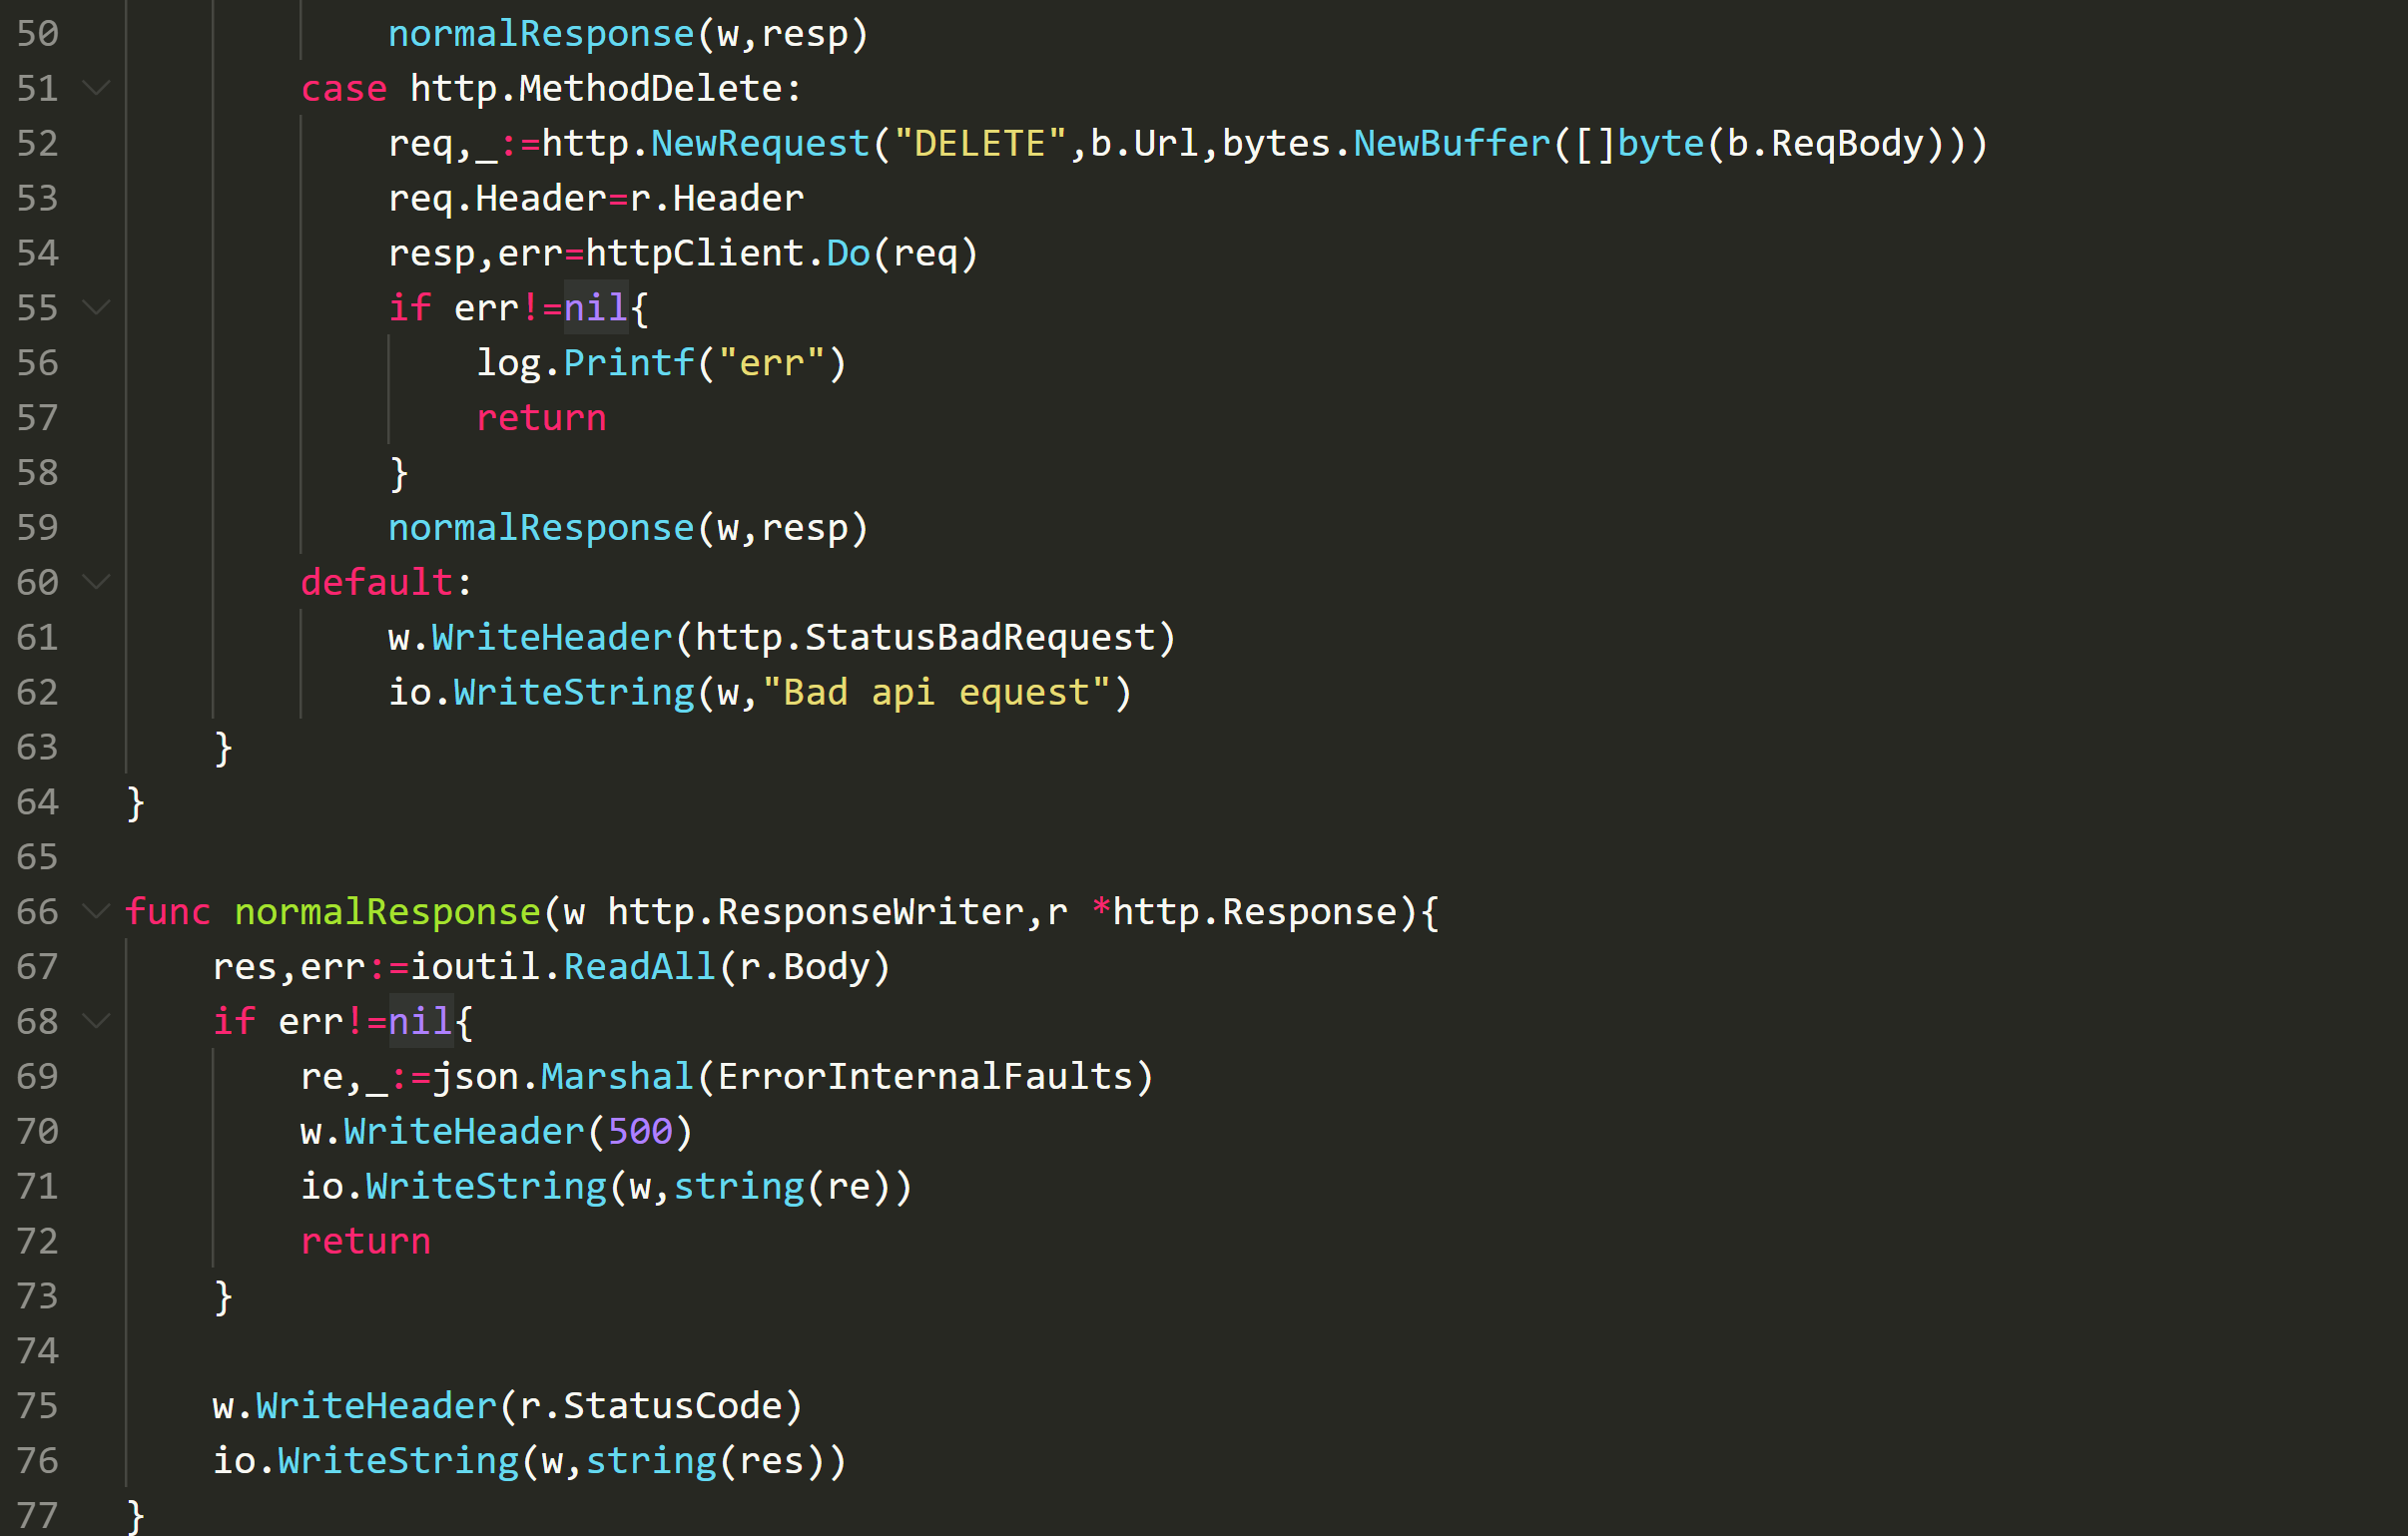 50 normalResponse(w,resp)
51 case http.MethodDelete:
52 req,_:=http.NewRequest("DELETE",b.Url,bytes.NewBuffer([]byte(b.ReqBody)))
53 req.Header=r.Header
54 resp,err=httpClient.Do(req)
55 if err!=nil{
56 log.Printf("err")
57 return
58 }
59 normalResponse(w,resp)
60 default:
61 w.WriteHeader(http.StatusBadRequest)
62 io.WriteString(w,"Bad api equest")
63 }
64 }
65
66 func normalResponse(w http.ResponseWriter,r *http.Response){
67 res,err:=ioutil.ReadAll(r.Body)
68 if err!=nil{
69 re,_:=json.Marshal(ErrorInternalFaults)
70 w.WriteHeader(500)
71 io.WriteString(w,string(re))
72 return
73 }
74
75 w.WriteHeader(r.StatusCode)
76 io.WriteString(w,string(res))
77 }